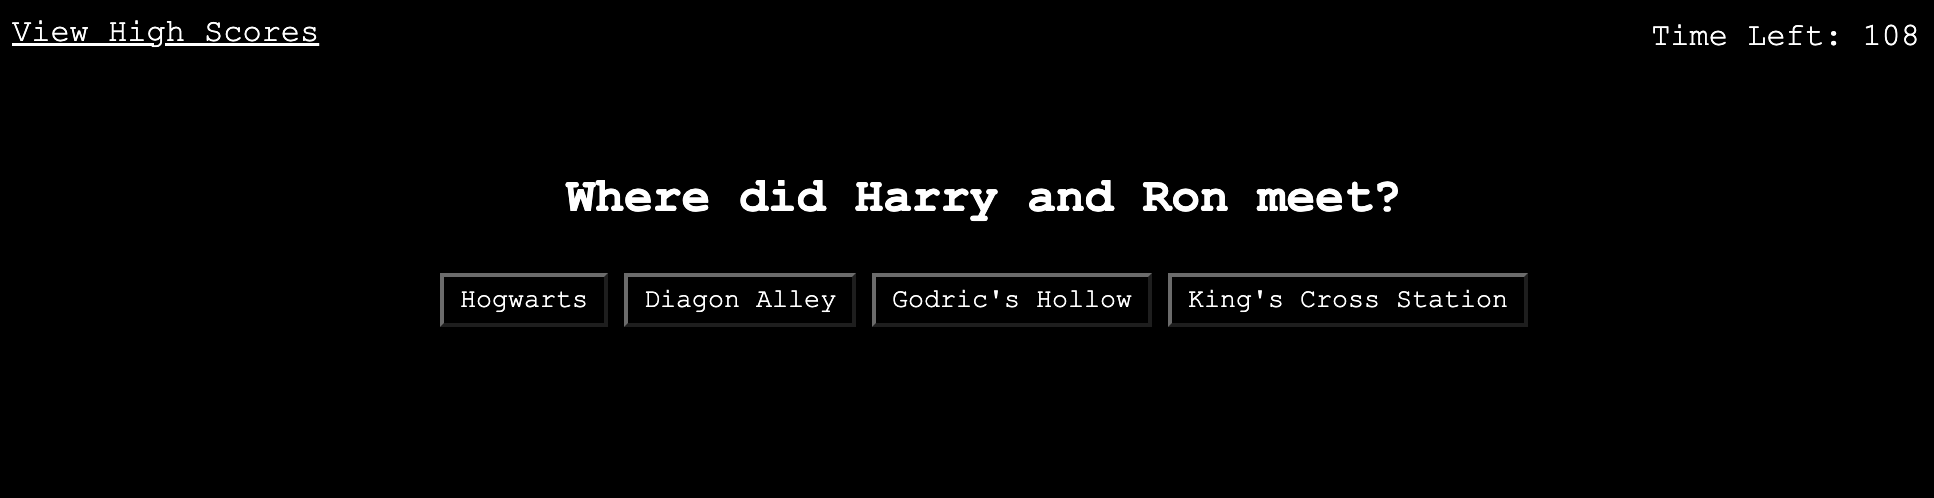 View High Scores
Time Left: 108
Where did Harry and Ron meet?
Hogwarts
Diagon Alley
Godric's Hollow
King's Cross Station